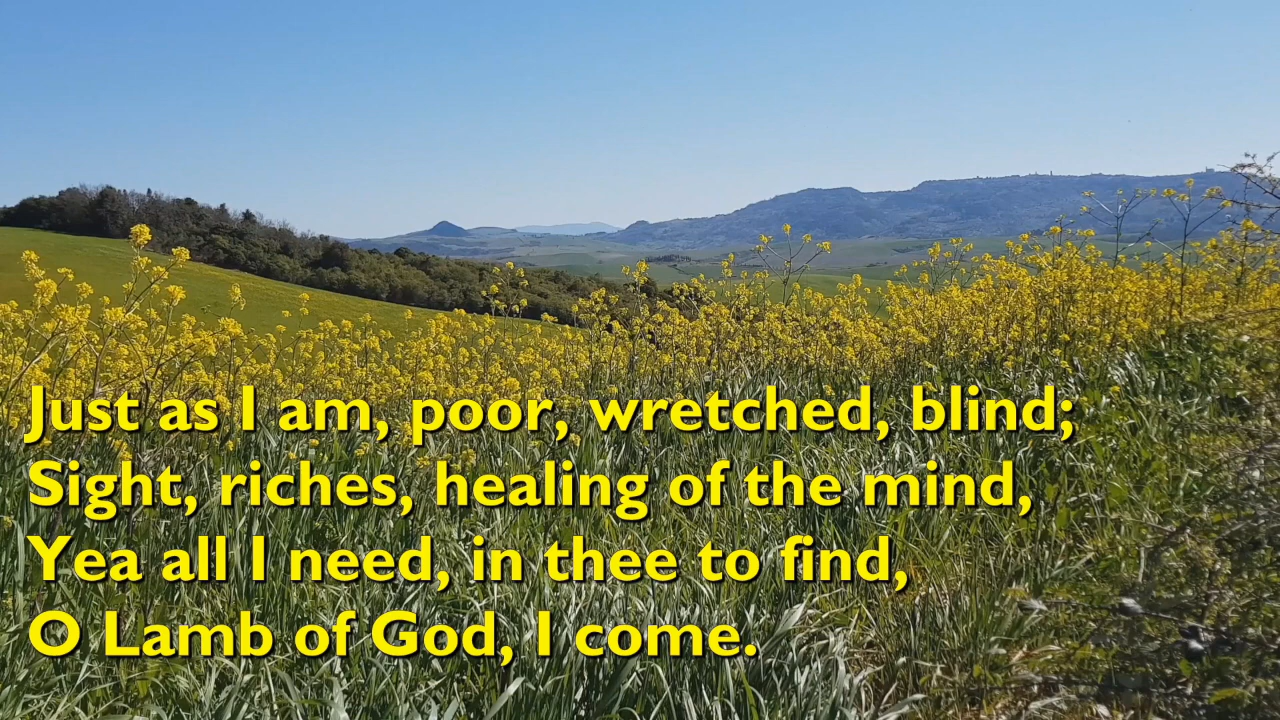 Just as I am, poor, wretched, blind;
Sight, riches, healing of the mind,
Yea all I need, in thee to find,
O Lamb of God, I come.